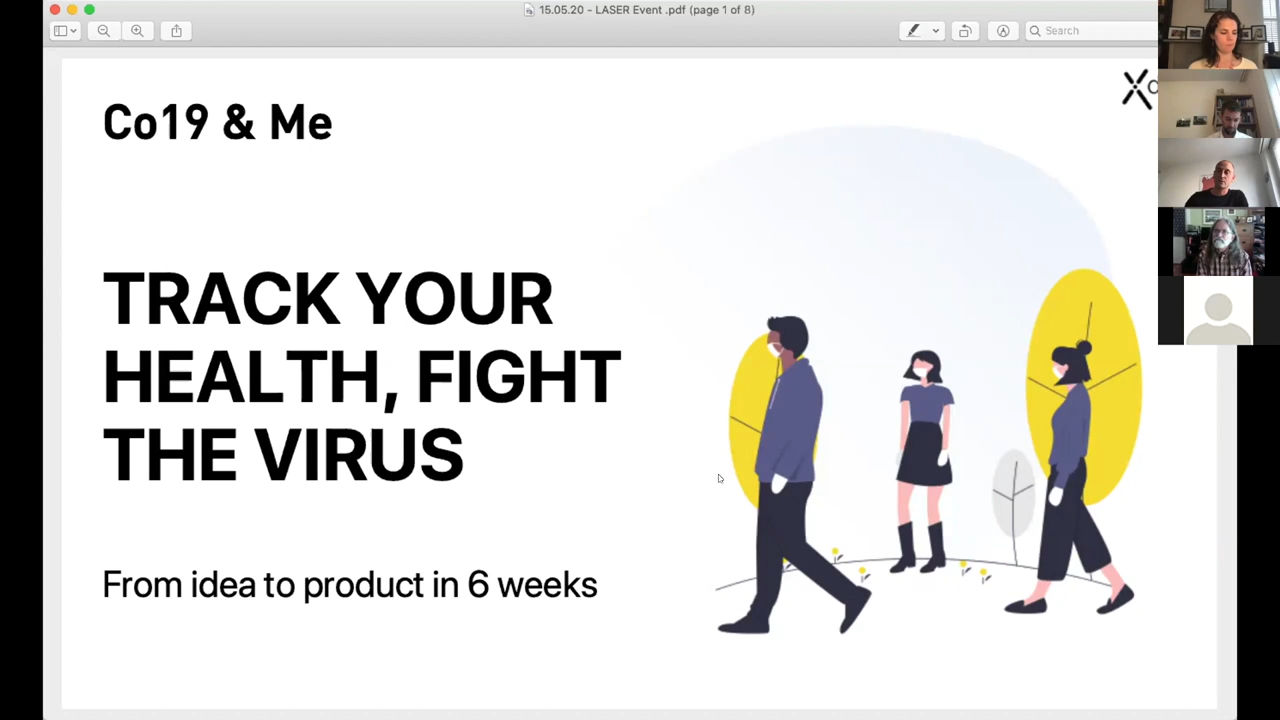 15.05.20 - LASER Event .pdf (page 1 of 8)
Search
Co19 & Me
TRACK YOUR
HEALTH, FIGHT
THE VIRUS
From idea to product in 6 weeks